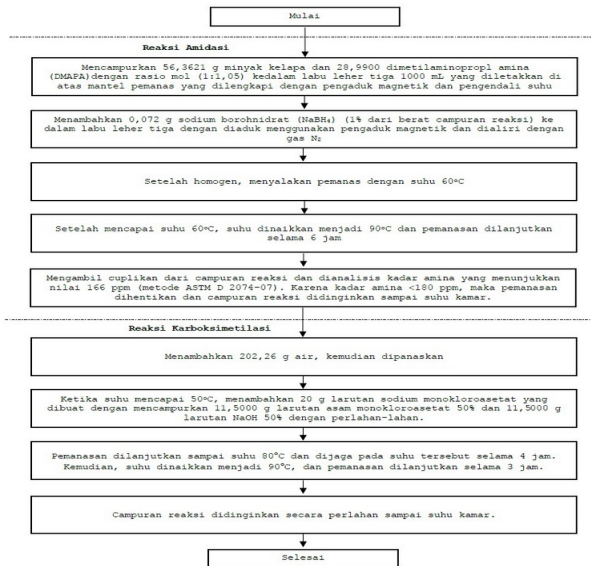 Mulai
Reaksi Amidasi
Mencampurkan 56,3621 g minyak kelapa dan 28,9900 dimetilaminopropl amina
(DMAPA)dengan rasio mol (1:1,05) kedalam labu leher tiga 1000 mL yang diletakkan di
atas mantel pemanas yang dilengkapi dengan pengaduk magnetik dan pengendali suhu
Menambahkan 0,072 g sodium borohnidrat (NaBH₄) (1% dari berat campuran reaksi) ke
dalam labu leher tiga dengan diaduk menggunakan pengaduk magnetik dan dialiri dengan
gas N₂
Setelah homogen, menyalakan pemanas dengan suhu 60°C
Setelah mencapai suhu 60°C, suhu dinaikkan menjadi 90°C dan pemanasan dilanjutkan
selama 6 jam
Mengambil cuplikan dari campuran reaksi dan dianalisis kadar amina yang menunjukkan
nilai 166 ppm (metode ASTM D 2074-07). Karena kadar amina <180 ppm, maka pemanasan
dihentikan dan campuran reaksi didinginkan sampai suhu kamar.
Reaksi Karboksimetilasi
Menambahkan 202,26 g air, kemudian dipanaskan
Ketika suhu mencapai 50°C, menambahkan 20 g larutan sodium monokloroasetat yang
dibuat dengan mencampurkan 11,5000 g larutan asam monokloroasetat 50% dan 11,5000 g
larutan NaOH 50% dengan perlahan-lahan.
Pemanasan dilanjutkan sampai suhu 80°C dan dijaga pada suhu tersebut selama 4 jam.
Kemudian, suhu dinaikkan menjadi 90°C, dan pemanasan dilanjutkan selama 3 jam.
Campuran reaksi didinginkan secara perlahan sampai suhu kamar.
Selesai